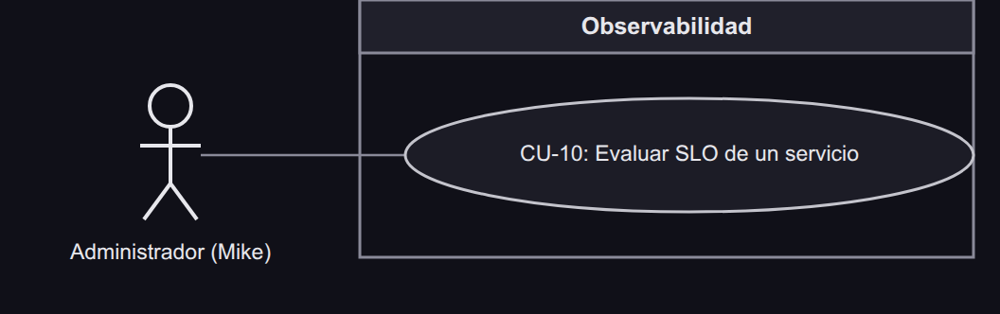 Observabilidad
CU-10: Evaluar SLO de un servicio
Administrador (Mike)